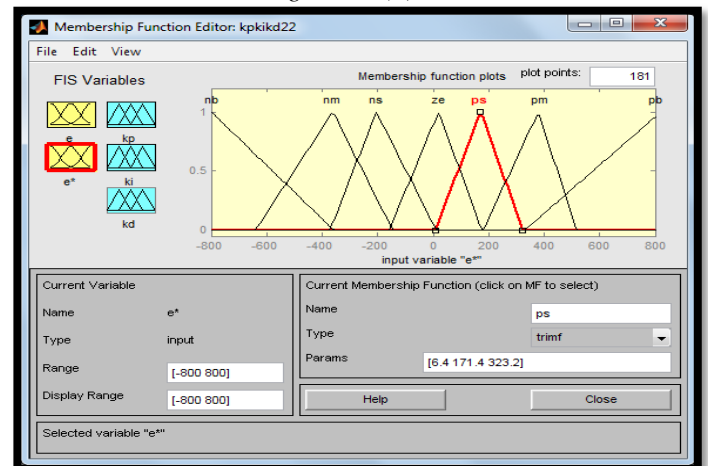 Membership Function Editor: kpkikd22
File Edit View
FIS Variables
Membership function plots plot points: 181
nb nm ns ze ps pm pb
1
0.5
0
-800 -600 -400 -200 0 200 400 600 800
input variable "e*"
e kp
e* ki
kd
Current Variable
Name e*
Type input
Range [-800 800]
Display Range [-800 800]
Current Membership Function (click on MF to select)
Name ps
Type trimf
Params [6.4 171.4 323.2]
Help Close
Selected variable "e*"